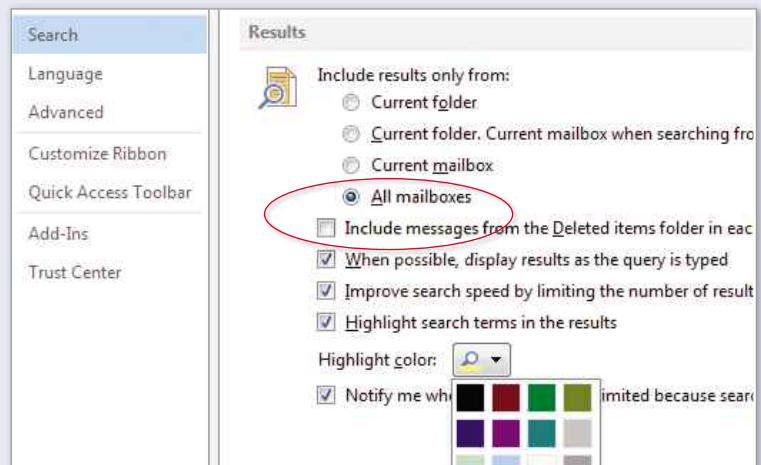 Search
Language
Advanced
Customize Ribbon
Quick Access Toolbar
Add-Ins
Trust Center
Results
Include results only from:
Current folder
Current folder. Current mailbox when searching fro
Current mailbox
All mailboxes
Include messages from the Deleted items folder in eac
When possible, display results as the query is typed
Improve search speed by limiting the number of result
Highlight search terms in the results
Highlight color:
Notify me whe imited because sear